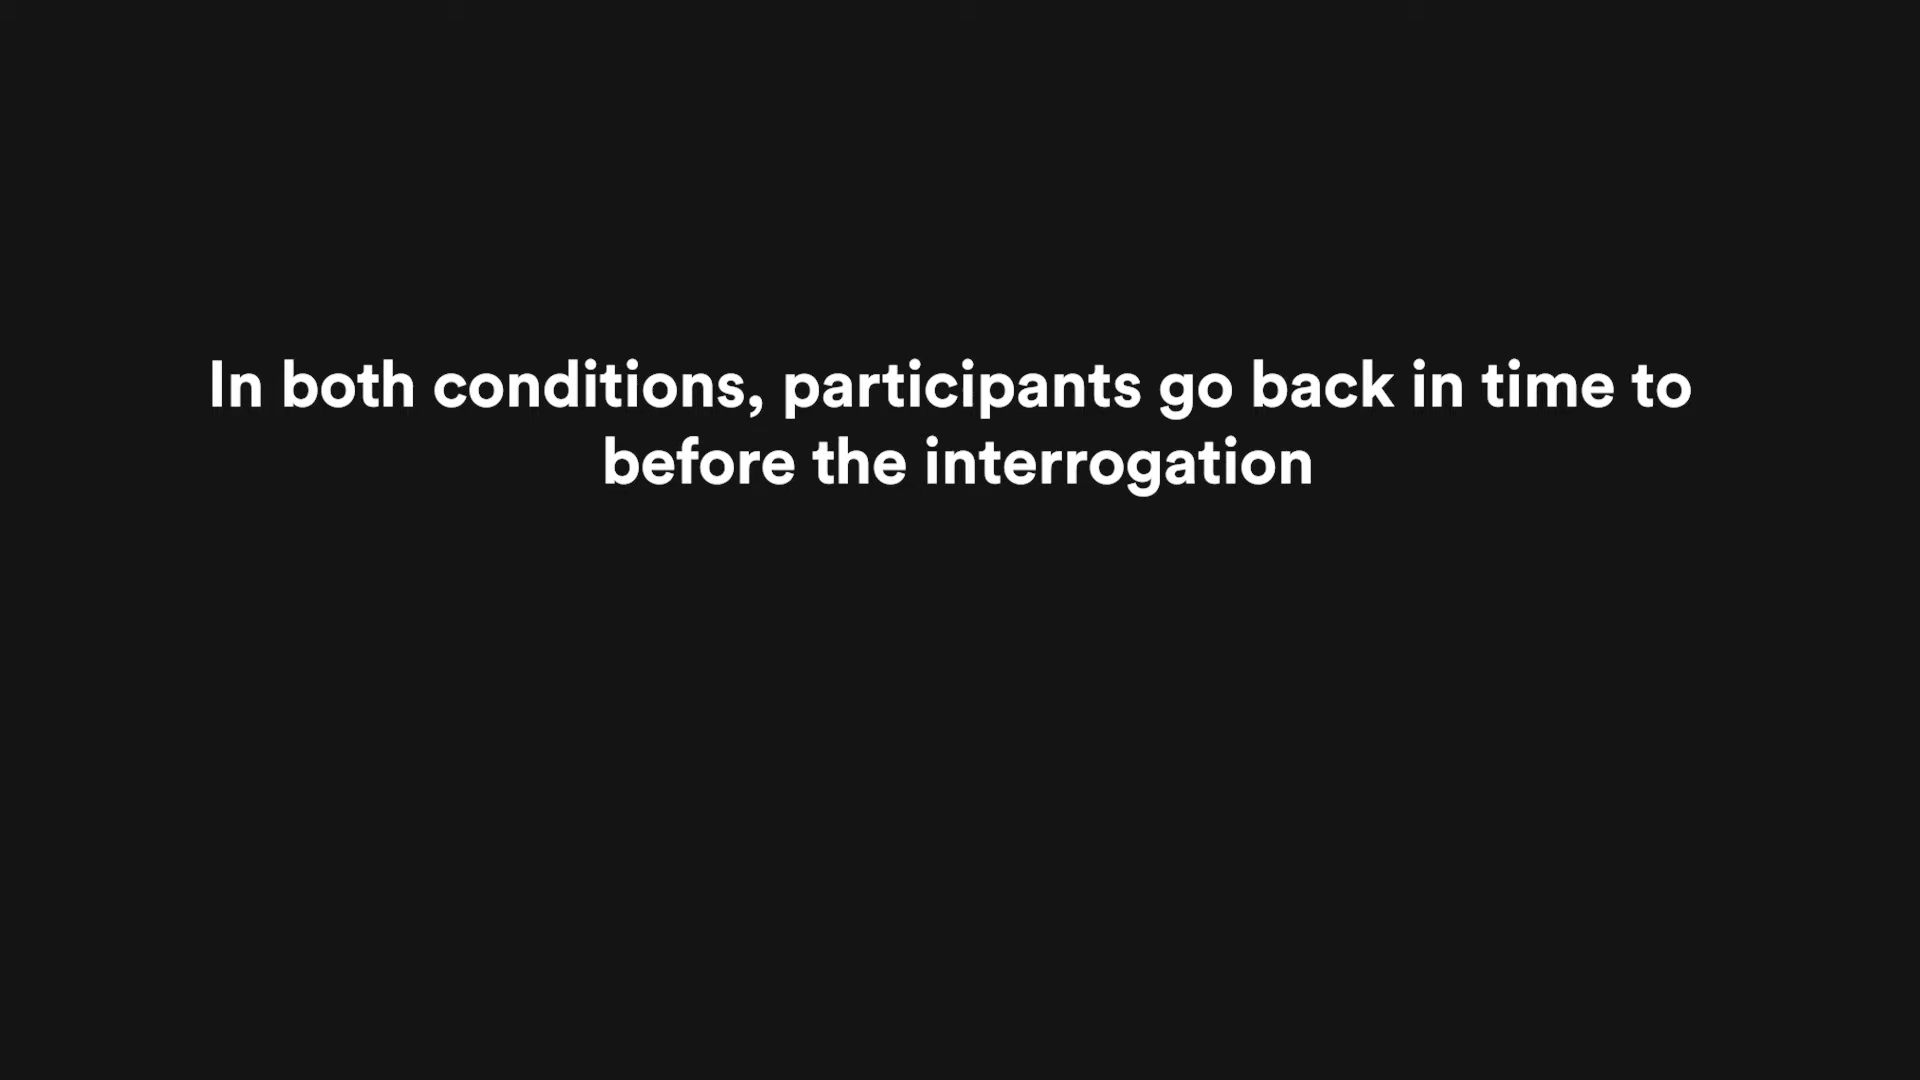 In both conditions, participants go back in time to
before the interrogation